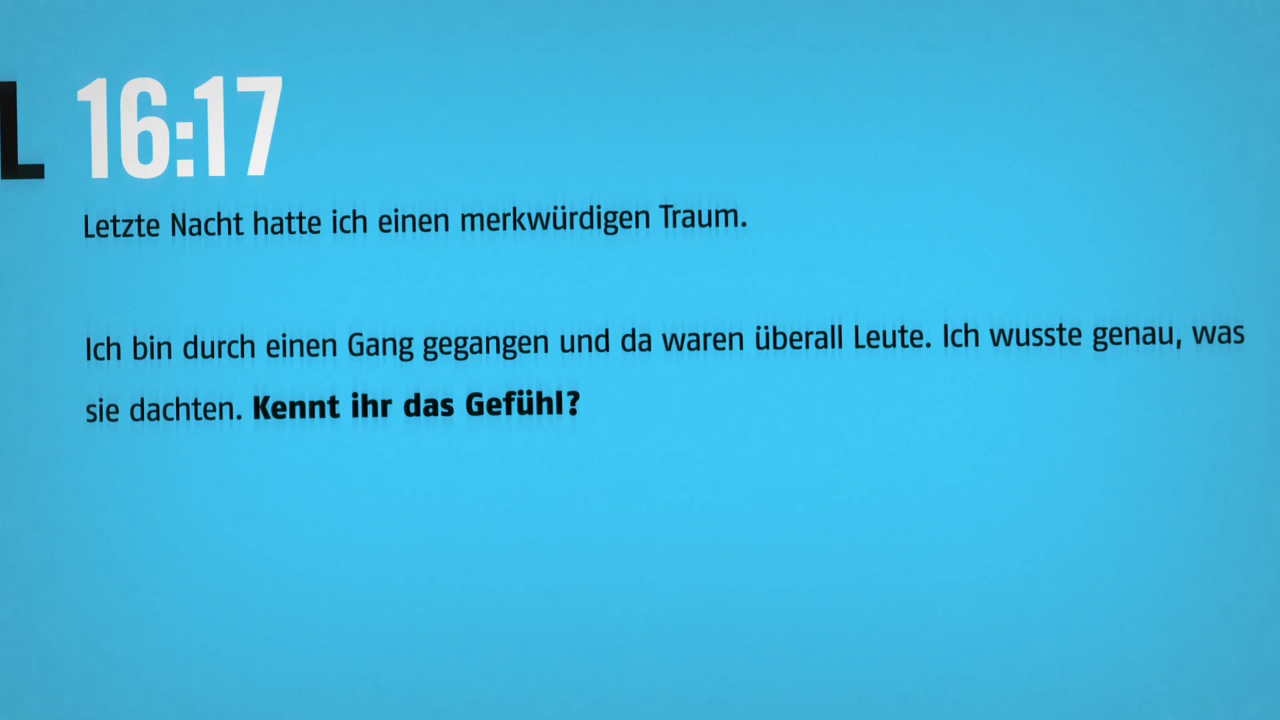 L 16:17
Letzte Nacht hatte ich einen merkwürdigen Traum.
Ich bin durch einen Gang gegangen und da waren überall Leute. Ich wusste genau, was
sie dachten. Kennt ihr das Gefühl?